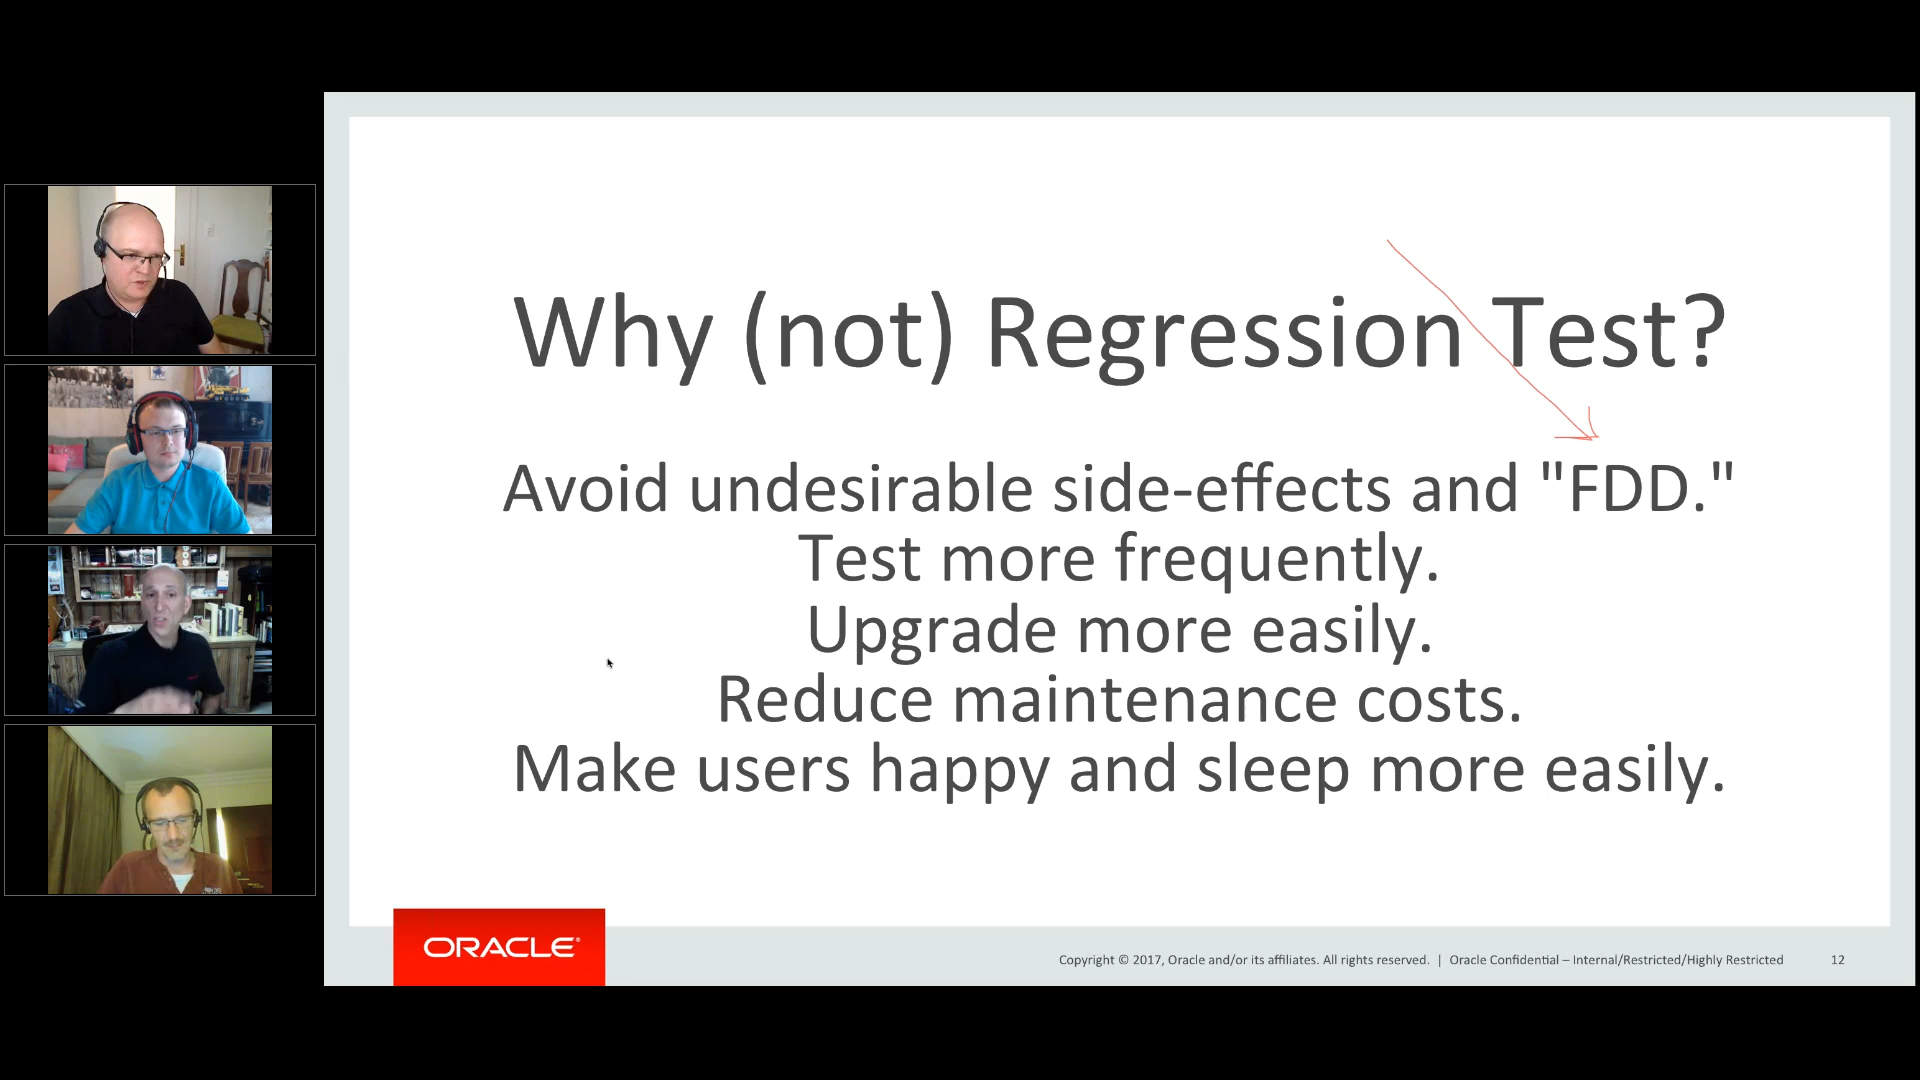 Why (not) Regression Test?
Avoid undesirable side-effects and "FDD."
Test more frequently.
Upgrade more easily.
Reduce maintenance costs.
Make users happy and sleep more easily.
ORACLE®
Copyright © 2017, Oracle and/or its affiliates. All rights reserved. | Oracle Confidential – Internal/Restricted/Highly Restricted 12